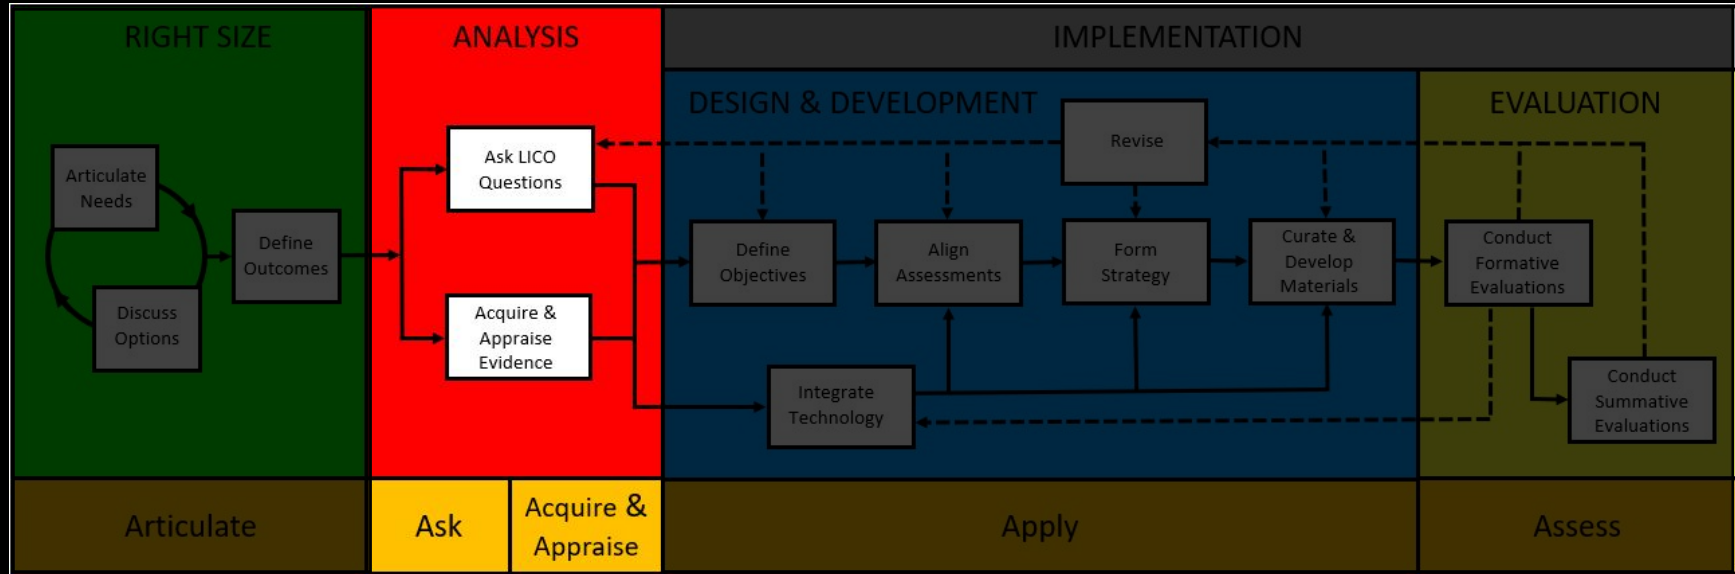 RIGHT SIZE
ANALYSIS
IMPLEMENTATION
DESIGN & DEVELOPMENT
EVALUATION
Articulate
Needs
Discuss
Options
Define
Outcomes
Ask LICO
Questions
Acquire &
Appraise
Evidence
Revise
Define
Objectives
Align
Assessments
Form
Strategy
Curate &
Develop
Materials
Integrate
Technology
Conduct
Formative
Evaluations
Conduct
Summative
Evaluations
Articulate
Ask
Acquire &
Appraise
Apply
Assess